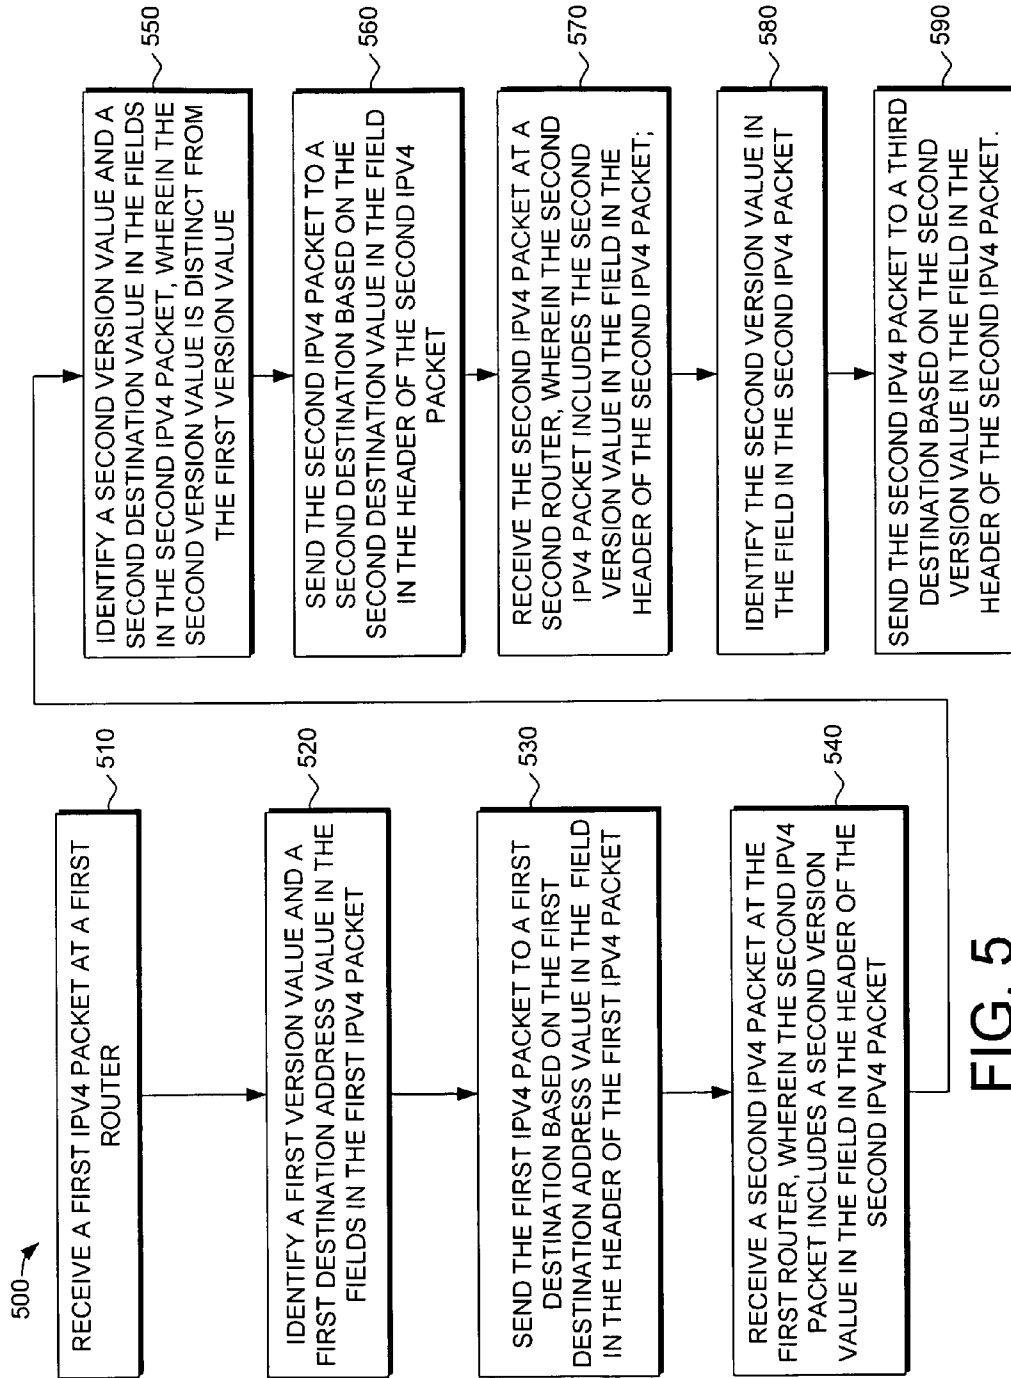 500
RECEIVE A FIRST IPV4 PACKET AT A FIRST
ROUTER
510
IDENTIFY A FIRST VERSION VALUE AND A
FIRST DESTINATION ADDRESS VALUE IN THE
FIELDS IN THE FIRST IPV4 PACKET
520
SEND THE FIRST IPV4 PACKET TO A FIRST
DESTINATION BASED ON THE FIRST
DESTINATION ADDRESS VALUE IN THE FIELD
IN THE HEADER OF THE FIRST IPV4 PACKET
530
RECEIVE A SECOND IPV4 PACKET AT THE
FIRST ROUTER, WHEREIN THE SECOND IPV4
PACKET INCLUDES A SECOND VERSION
VALUE IN THE FIELD IN THE HEADER OF THE
SECOND IPV4 PACKET
540
IDENTIFY A SECOND VERSION VALUE AND A
SECOND DESTINATION VALUE IN THE FIELDS
IN THE SECOND IPV4 PACKET, WHEREIN THE
SECOND VERSION VALUE IS DISTINCT FROM
THE FIRST VERSION VALUE
550
SEND THE SECOND IPV4 PACKET TO A
SECOND DESTINATION BASED ON THE
SECOND DESTINATION VALUE IN THE FIELD
IN THE HEADER OF THE SECOND IPV4
PACKET
560
RECEIVE THE SECOND IPV4 PACKET AT A
SECOND ROUTER, WHEREIN THE SECOND
IPV4 PACKET INCLUDES THE SECOND
VERSION VALUE IN THE FIELD IN THE
HEADER OF THE SECOND IPV4 PACKET;
570
IDENTIFY THE SECOND VERSION VALUE IN
THE FIELD IN THE SECOND IPV4 PACKET
580
SEND THE SECOND IPV4 PACKET TO A THIRD
DESTINATION BASED ON THE SECOND
VERSION VALUE IN THE FIELD IN THE
HEADER OF THE SECOND IPV4 PACKET.
590
FIG. 5